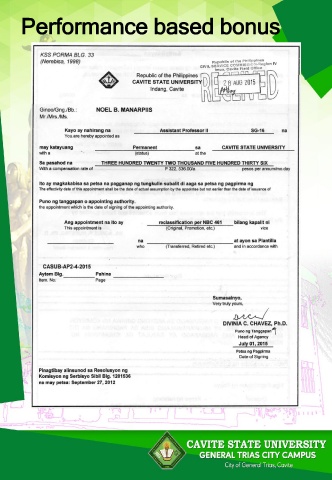 Performance based bonus
KSS PORMA BLG. 33
(Narebisa, 1998)
Republic of the Philippines
CAVITE STATE UNIVERSITY
Indang, Cavite
Republic of the Philippines
CIVIL SERVICE COMMISSION Region IV
Imus, Cavite Field Office
28 AUG 2015
RECEIVED
Ginoo/Gng./Bb.: NOEL B. MANARPIIS
Mr./Mrs./Ms.
Kayo ay nahirang na Assistant Professor II SG-16 na
You are hereby appointed as
may katayuang Permanent sa CAVITE STATE UNIVERSITY
with a (status) at the
Sa pasahod na THREE HUNDRED TWENTY TWO THOUSAND FIVE HUNDRED THIRTY SIX
With a compensation rate of P 322, 536.00/a pesos per annum/mo day
Ito ay magkakabisa sa petsa ng pagganap ng tungkulin subalit di aaga sa petsa ng pagpirma ng
The effectivity date of this appointment shall be the date of actual assumption by the appointee but not earlier than the date of issuance of
Puno ng tanggapan o appointing authority.
the appointment which is the date of signing of the appointing authority.
Ang appointment na ito ay reclassification per NBC 461 bilang kapalit ni
This appointment is (Original, Promotion, etc.) vice
na at ayon sa Plantilla
who (Transferred, Retired etc.) and in accordance with
CASUB-AP2-4-2015
Aytem Blg. Pahina
Item. No. Page
Sumasainyo,
Very truly yours,
DIVINIA C. CHAVEZ, Ph.D.
Puno ng Tanggapan
Head of Agency
July 01, 2015
Petsa ng Pagpirma
Date of Signing
Pinagtibay alinsunod sa Resolusyon ng
Komisyon ng Serbisyo Sibil Blg. 1201536
na may petsa: September 27, 2012
CAVITE STATE UNIVERSITY
GENERAL TRIAS CITY CAMPUS
City of General Trias, Cavite